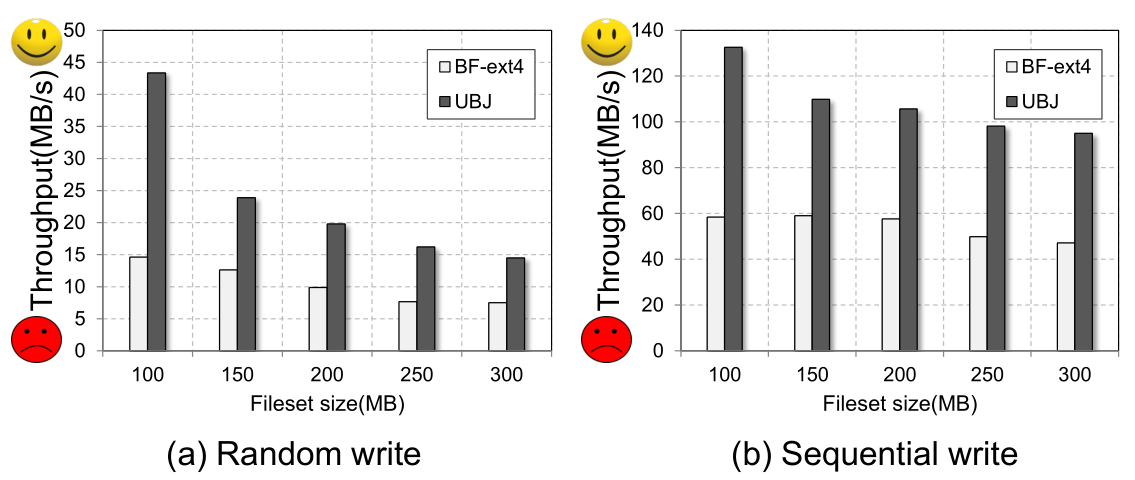 Throughput(MB/s)
50
45
40
35
30
25
20
15
10
5
0
BF-ext4
UBJ
100 150 200 250 300
Fileset size(MB)
(a) Random write
Throughput(MB/s)
140
120
100
80
60
40
20
0
BF-ext4
UBJ
100 150 200 250 300
Fileset size(MB)
(b) Sequential write